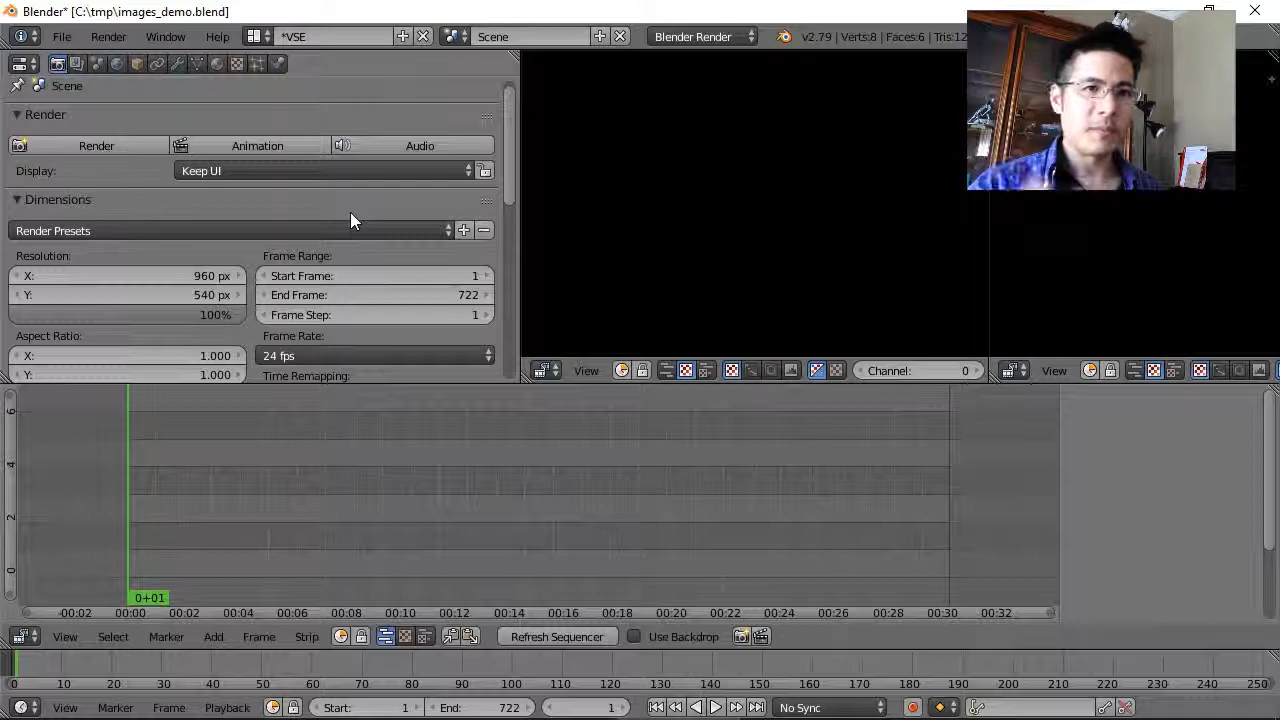 Blender* [C:\tmp\images_demo.blend]
File Render Window Help *VSE Scene Blender Render v2.79 | Verts:8 | Faces:6 | Tris:12
Scene
Render
Render Animation Audio
Display: Keep UI
Dimensions
Render Presets
Resolution: Frame Range:
X: 960 px Start Frame: 1
Y: 540 px End Frame: 722
100% Frame Step: 1
Aspect Ratio: Frame Rate:
X: 1.000 24 fps
Y: 1.000 Time Remapping:
View Channel: 0 View
6
4
2
0
0+01
-00:02 00:00 00:02 00:04 00:06 00:08 00:10 00:12 00:14 00:16 00:18 00:20 00:22 00:24 00:26 00:28 00:30 00:32
View Select Marker Add Frame Strip Refresh Sequencer Use Backdrop
0 10 20 30 40 50 60 70 80 90 100 110 120 130 140 150 160 170 180 190 200 210 220 230 240 250
View Marker Frame Playback Start: 1 End: 722 1 No Sync